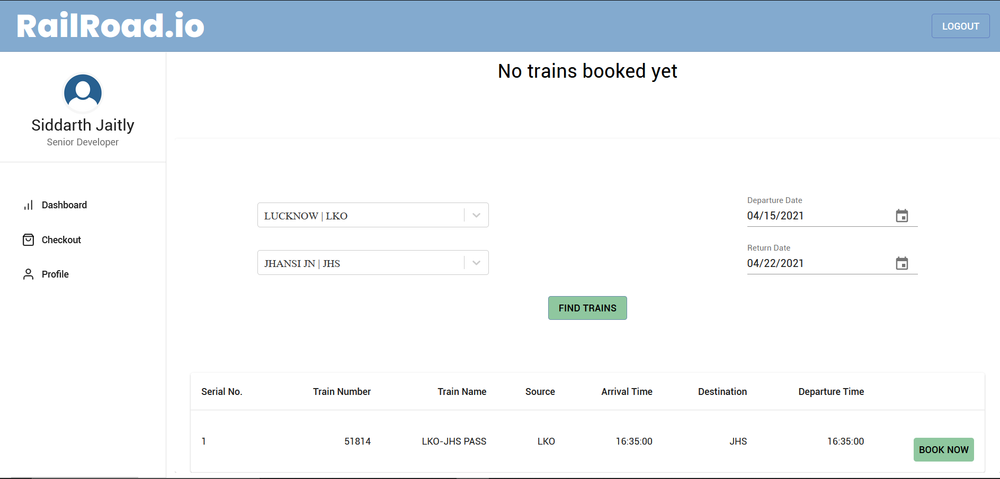 RailRoad.io
LOGOUT
No trains booked yet
Siddarth Jaitly
Senior Developer
Dashboard
Checkout
Profile
LUCKNOW | LKO
JHANSI JN | JHS
Departure Date
04/15/2021
Return Date
04/22/2021
FIND TRAINS
Serial No. Train Number Train Name Source Arrival Time Destination Departure Time
1 51814 LKO-JHS PASS LKO 16:35:00 JHS 16:35:00 BOOK NOW